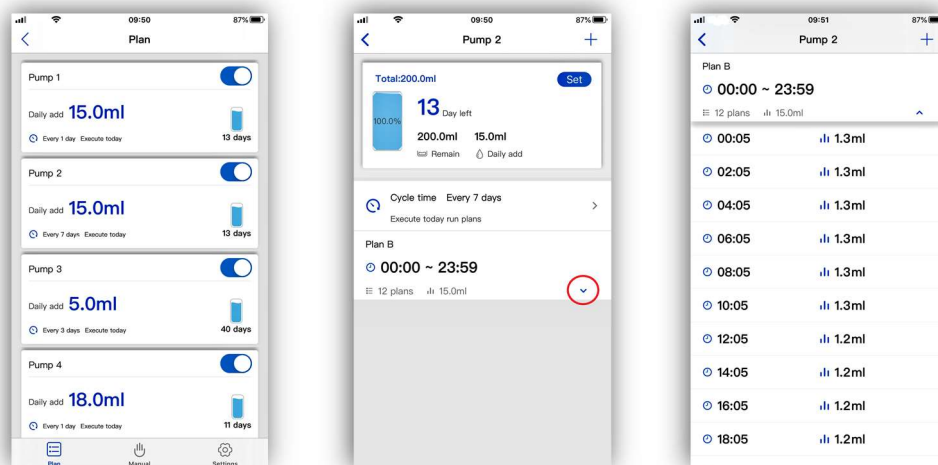 09:50 87%
Plan
Pump 1
Daily add 15.0ml
Every 1 day Execute today 13 days
Pump 2
Daily add 15.0ml
Every 7 days Execute today 13 days
Pump 3
Daily add 5.0ml
Every 3 days Execute today 40 days
Pump 4
Daily add 18.0ml
Every 1 day Execute today 11 days
Plan Manual Settings
09:50 87%
Pump 2
Total:200.0ml Set
100.0%
13 Day left
200.0ml 15.0ml
Remain Daily add
Cycle time Every 7 days
Execute today run plans
Plan B
00:00 ~ 23:59
12 plans 15.0ml
09:51 87%
Pump 2
Plan B
00:00 ~ 23:59
12 plans 15.0ml
00:05 1.3ml
02:05 1.3ml
04:05 1.3ml
06:05 1.3ml
08:05 1.3ml
10:05 1.3ml
12:05 1.2ml
14:05 1.2ml
16:05 1.2ml
18:05 1.2ml